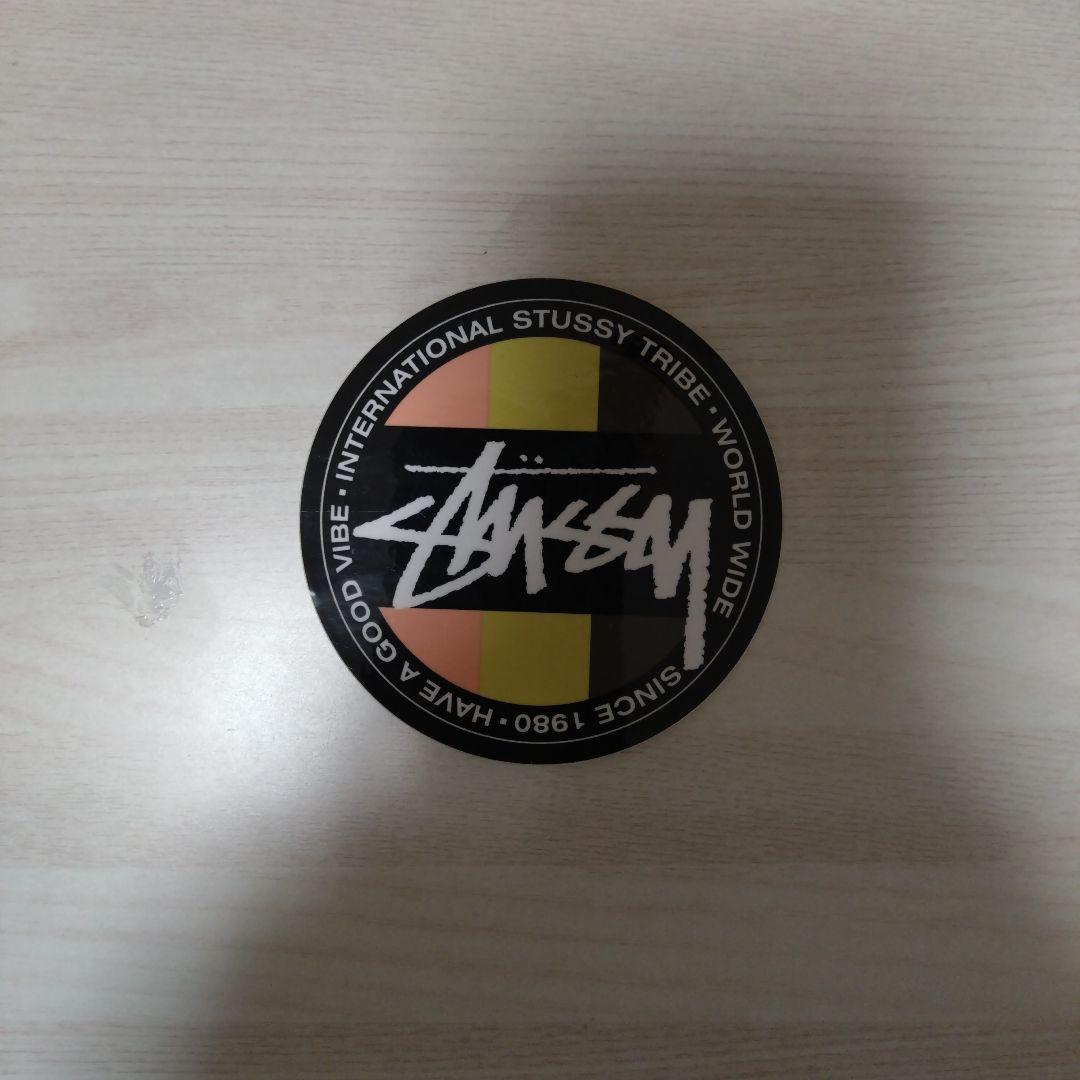 INTERNATIONAL STUSSY TRIBE · WORLD WIDE
Stüssy
SINCE 1980 · HAVE A GOOD VIBE ·